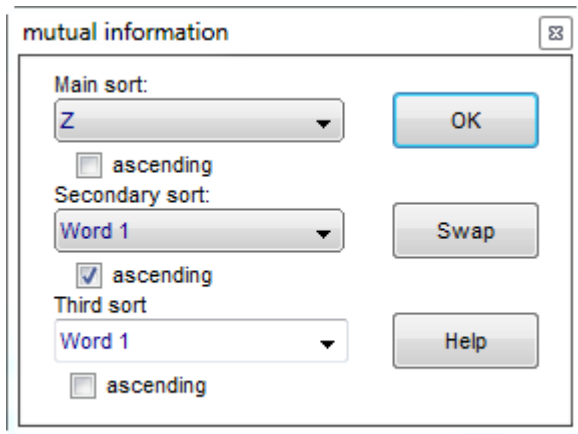 mutual information
Main sort:
Z
OK
ascending
Secondary sort:
Word 1
Swap
ascending
Third sort
Word 1
Help
ascending